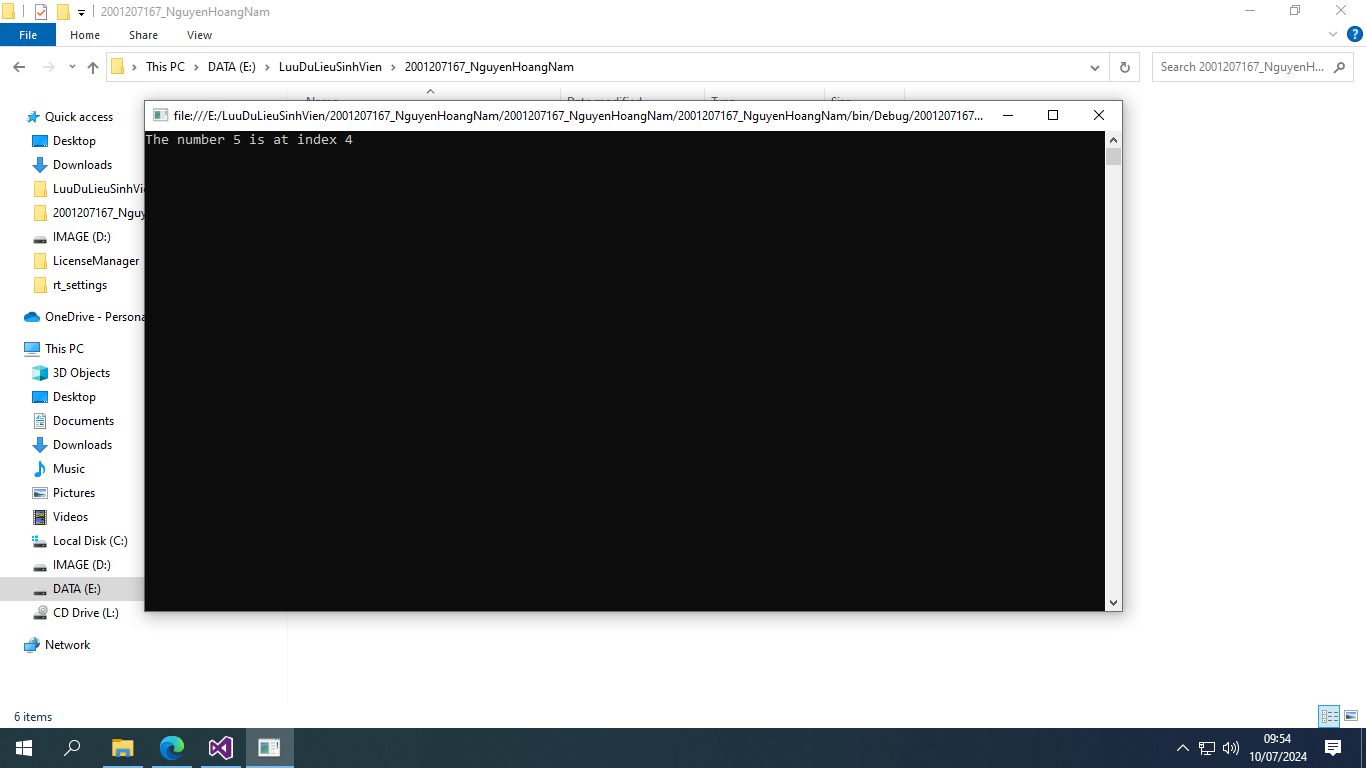 2001207167_NguyenHoangNam
File Home Share View
This PC DATA (E:) LuuDuLieuSinhVien 2001207167_NguyenHoangNam
Search 2001207167_NguyenH...
Quick access
Desktop
Downloads
LuuDuLieuSinhVie
2001207167_Nguy
IMAGE (D:)
LicenseManager
rt_settings
OneDrive - Persona
This PC
3D Objects
Desktop
Documents
Downloads
Music
Pictures
Videos
Local Disk (C:)
IMAGE (D:)
DATA (E:)
CD Drive (L:)
Network
file:///E:/LuuDuLieuSinhVien/2001207167_NguyenHoangNam/2001207167_NguyenHoangNam/2001207167_NguyenHoangNam/bin/Debug/2001207167...
The number 5 is at index 4
6 items
09:54
10/07/2024